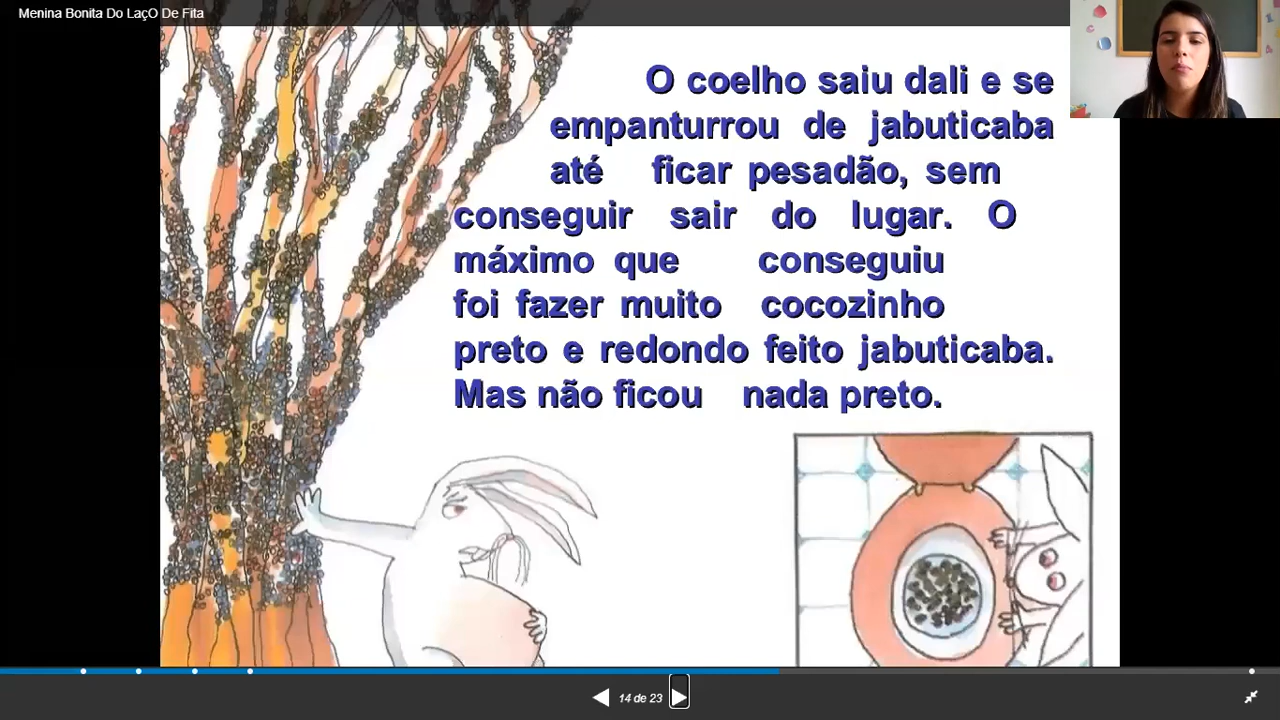 Menina Bonita Do LaçO De Fita
O coelho saiu dali e se
empanturrou de jabuticaba
até ficar pesadão, sem
conseguir sair do lugar. O
máximo que conseguiu
foi fazer muito cocozinho
preto e redondo feito jabuticaba.
Mas não ficou nada preto.
14 de 23